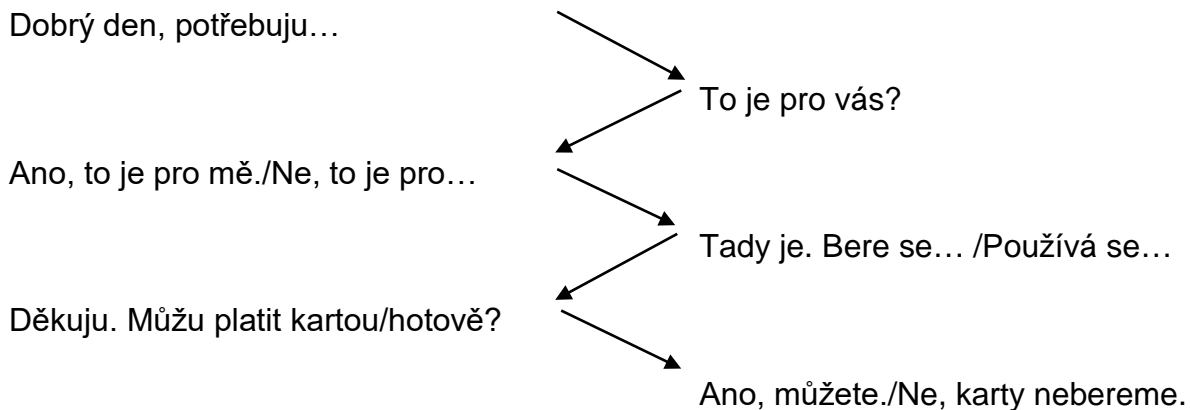 Dobrý den, potřebuju…
To je pro vás?
Ano, to je pro mě./Ne, to je pro…
Tady je. Bere se… /Používá se…
Děkuju. Můžu platit kartou/hotově?
Ano, můžete./Ne, karty nebereme.